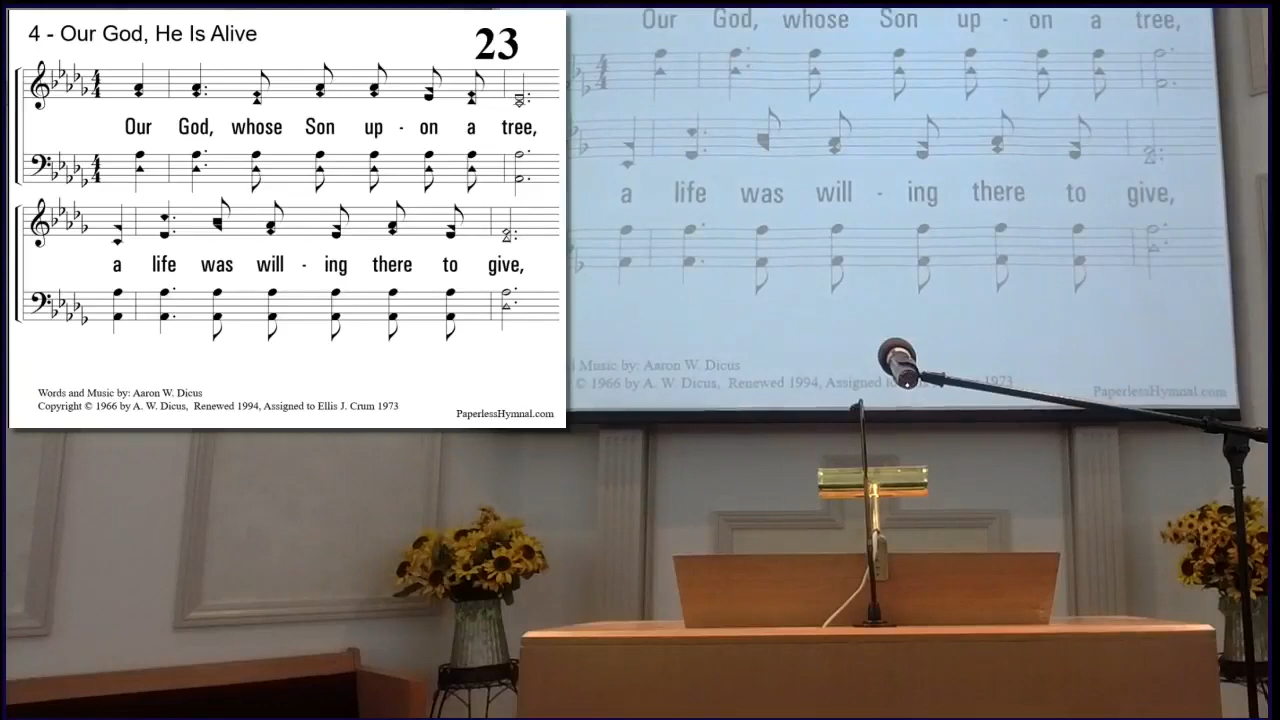 4 - Our God, He Is Alive
23
Our God, whose Son up - on a tree,
a life was will - ing there to give,
Words and Music by: Aaron W. Dicus
Copyright © 1966 by A. W. Dicus, Renewed 1994, Assigned to Ellis J. Crum 1973
PaperlessHymnal.com
Our God, whose Son up - on a tree,
a life was will - ing there to give,
Music by: Aaron W. Dicus
© 1966 by A. W. Dicus, Renewed 1994, Assigned to 1973
PaperlessHymnal.com